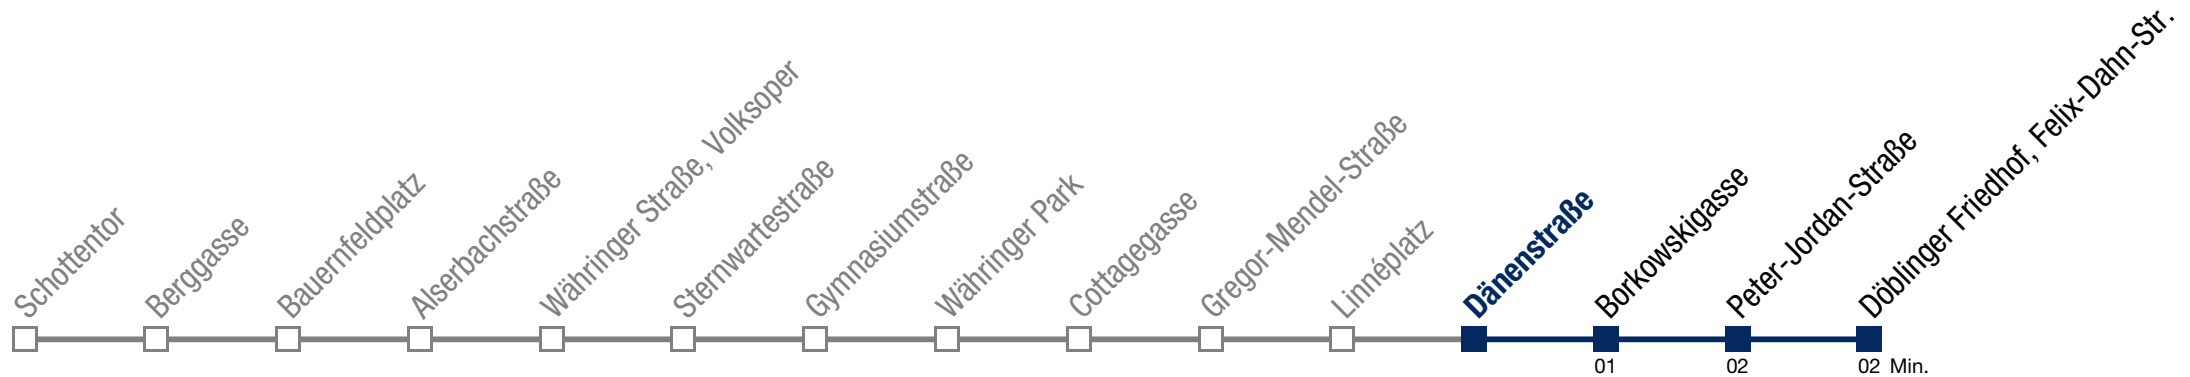 Schottentor
Berggasse
Bauernfeldplatz
Alserbachstraße
Währinger Straße, Volksoper
Sternwartestraße
Gymnasiumstraße
Währinger Park
Cottagegasse
Gregor-Mendel-Straße
Linnéplatz
Dänenstraße
Borkowskigasse
Peter-Jordan-Straße
Döblinger Friedhof, Felix-Dahn-Str.
01 02 02 Min.